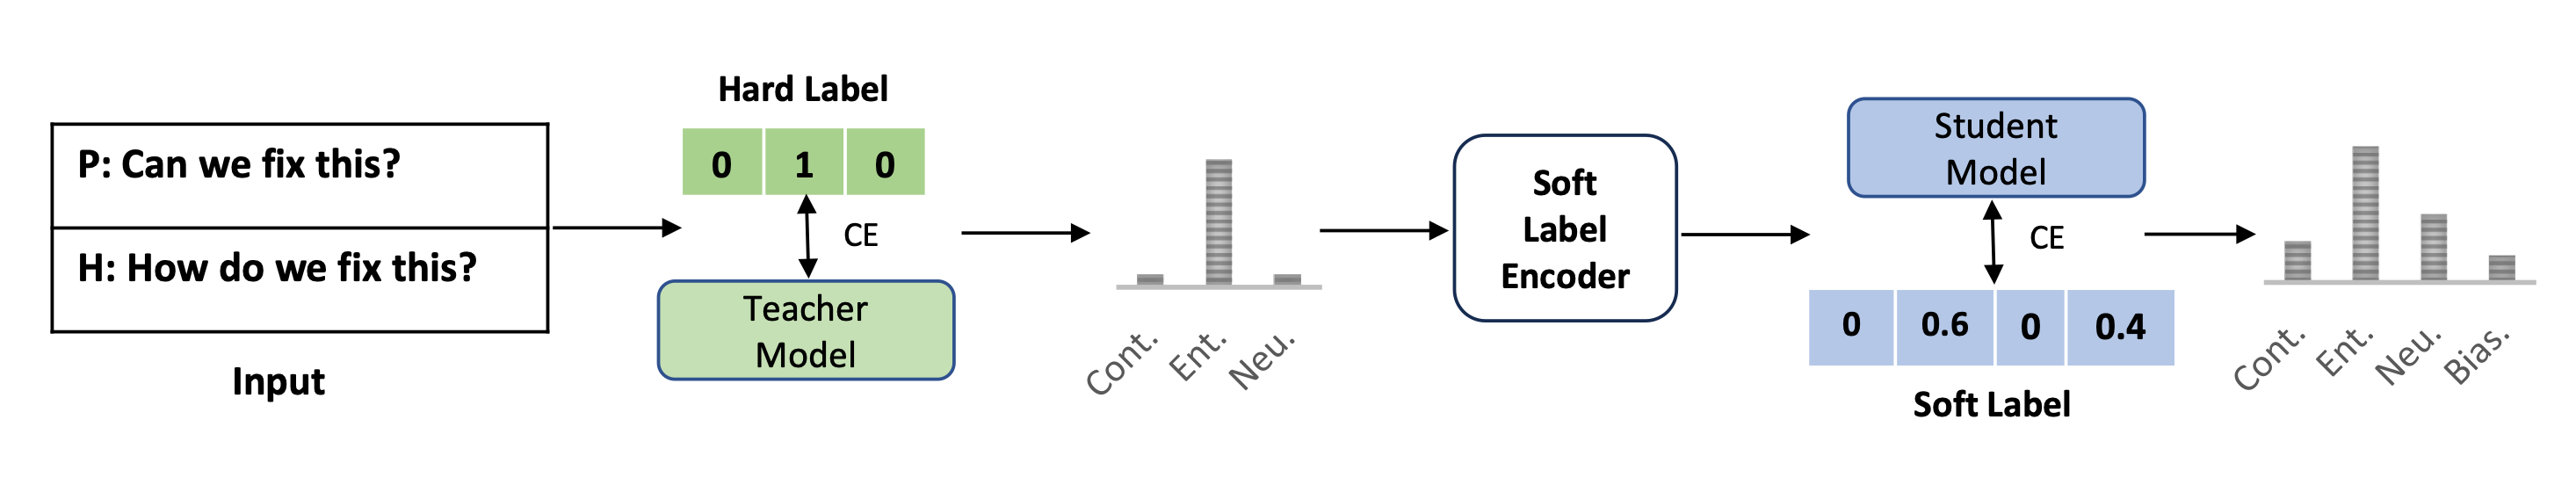 P: Can we fix this?
H: How do we fix this?
Input
Hard Label
0 1 0
CE
Teacher
Model
Cont. Ent. Neu.
Soft
Label
Encoder
Student
Model
CE
0 0.6 0 0.4
Soft Label
Cont. Ent. Neu. Bias.